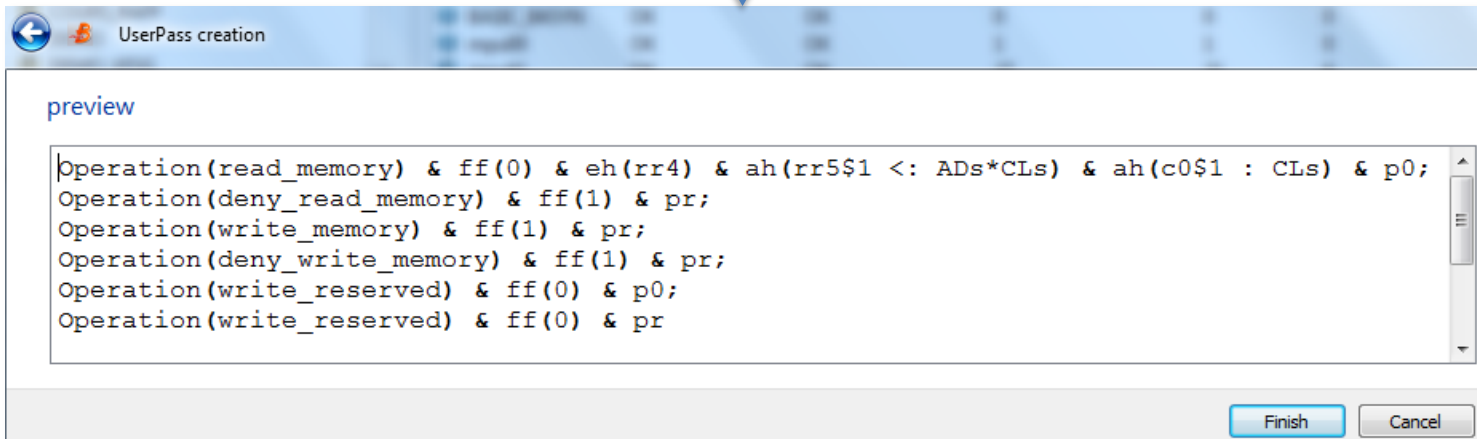 UserPass creation
preview
Operation(read_memory) & ff(0) & eh(rr4) & ah(rr5$1 <: ADs*CLs) & ah(c0$1 : CLs) & p0;
Operation(deny_read_memory) & ff(1) & pr;
Operation(write_memory) & ff(1) & pr;
Operation(deny_write_memory) & ff(1) & pr;
Operation(write_reserved) & ff(0) & p0;
Operation(write_reserved) & ff(0) & pr
Finish Cancel